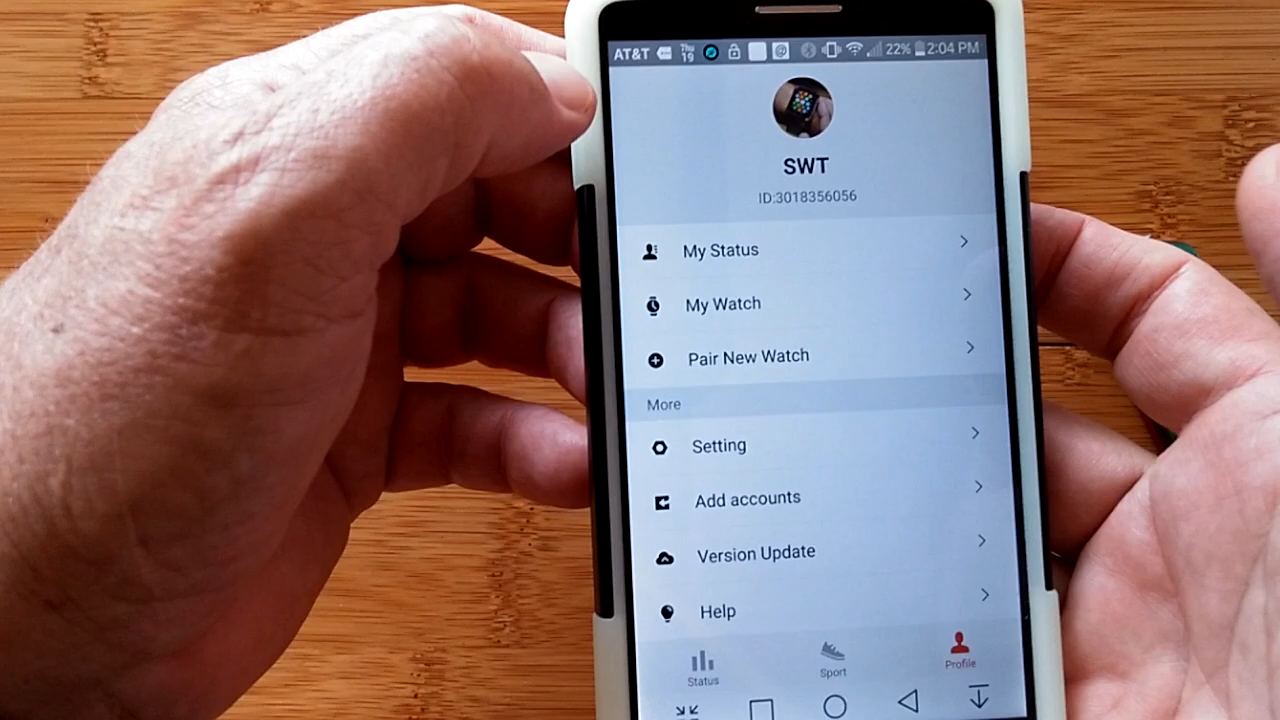 AT&T Thu 19 22% 2:04 PM
SWT
ID:3018356056
My Status
My Watch
Pair New Watch
More
Setting
Add accounts
Version Update
Help
Status Sport Profile